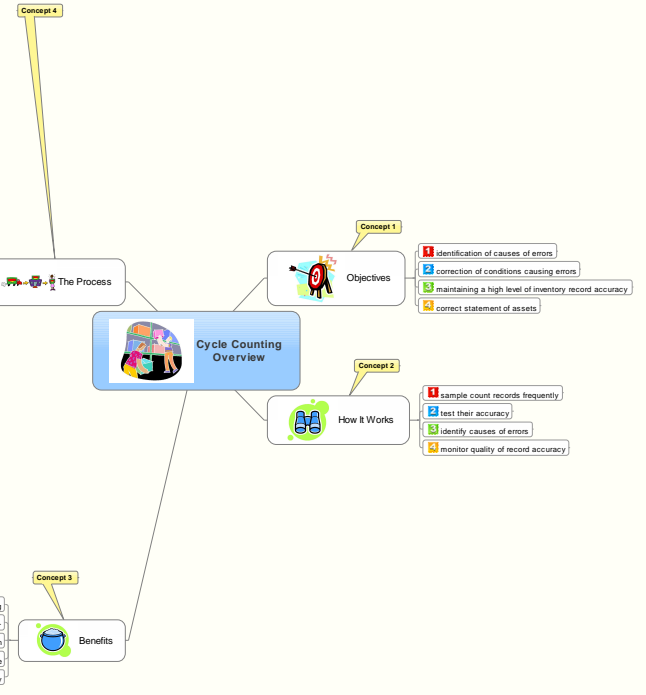 Concept 4
Concept 1
1 identification of causes of errors
2 correction of conditions causing errors
Objectives
3 maintaining a high level of inventory record accuracy
4 correct statement of assets
The Process
Cycle Counting
Overview
Concept 2
1 sample count records frequently
2 test their accuracy
How It Works
3 identify causes of errors
4 monitor quality of record accuracy
Concept 3
Benefits